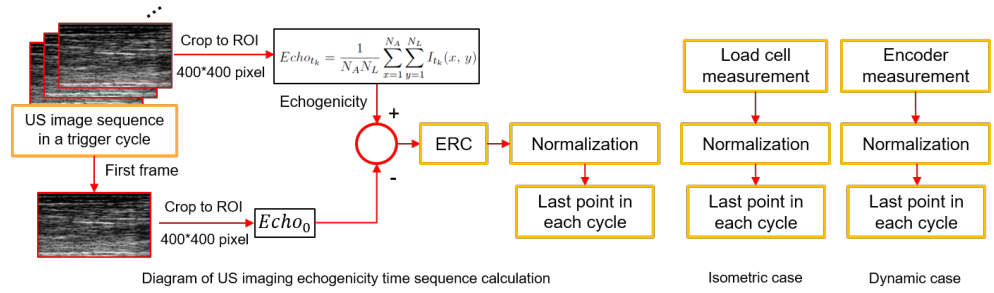 ...
Crop to ROI
400*400 pixel
Echo_{t_k} = \frac{1}{N_A N_L} \sum_{x=1}^{N_A} \sum_{y=1}^{N_L} I_{t_k}(x, y)
Echogenicity
US image sequence
in a trigger cycle
First frame
Crop to ROI
400*400 pixel
Echo_0
+
-
ERC
Normalization
Last point in
each cycle
Load cell
measurement
Normalization
Last point in
each cycle
Encoder
measurement
Normalization
Last point in
each cycle
Diagram of US imaging echogenicity time sequence calculation
Isometric case
Dynamic case